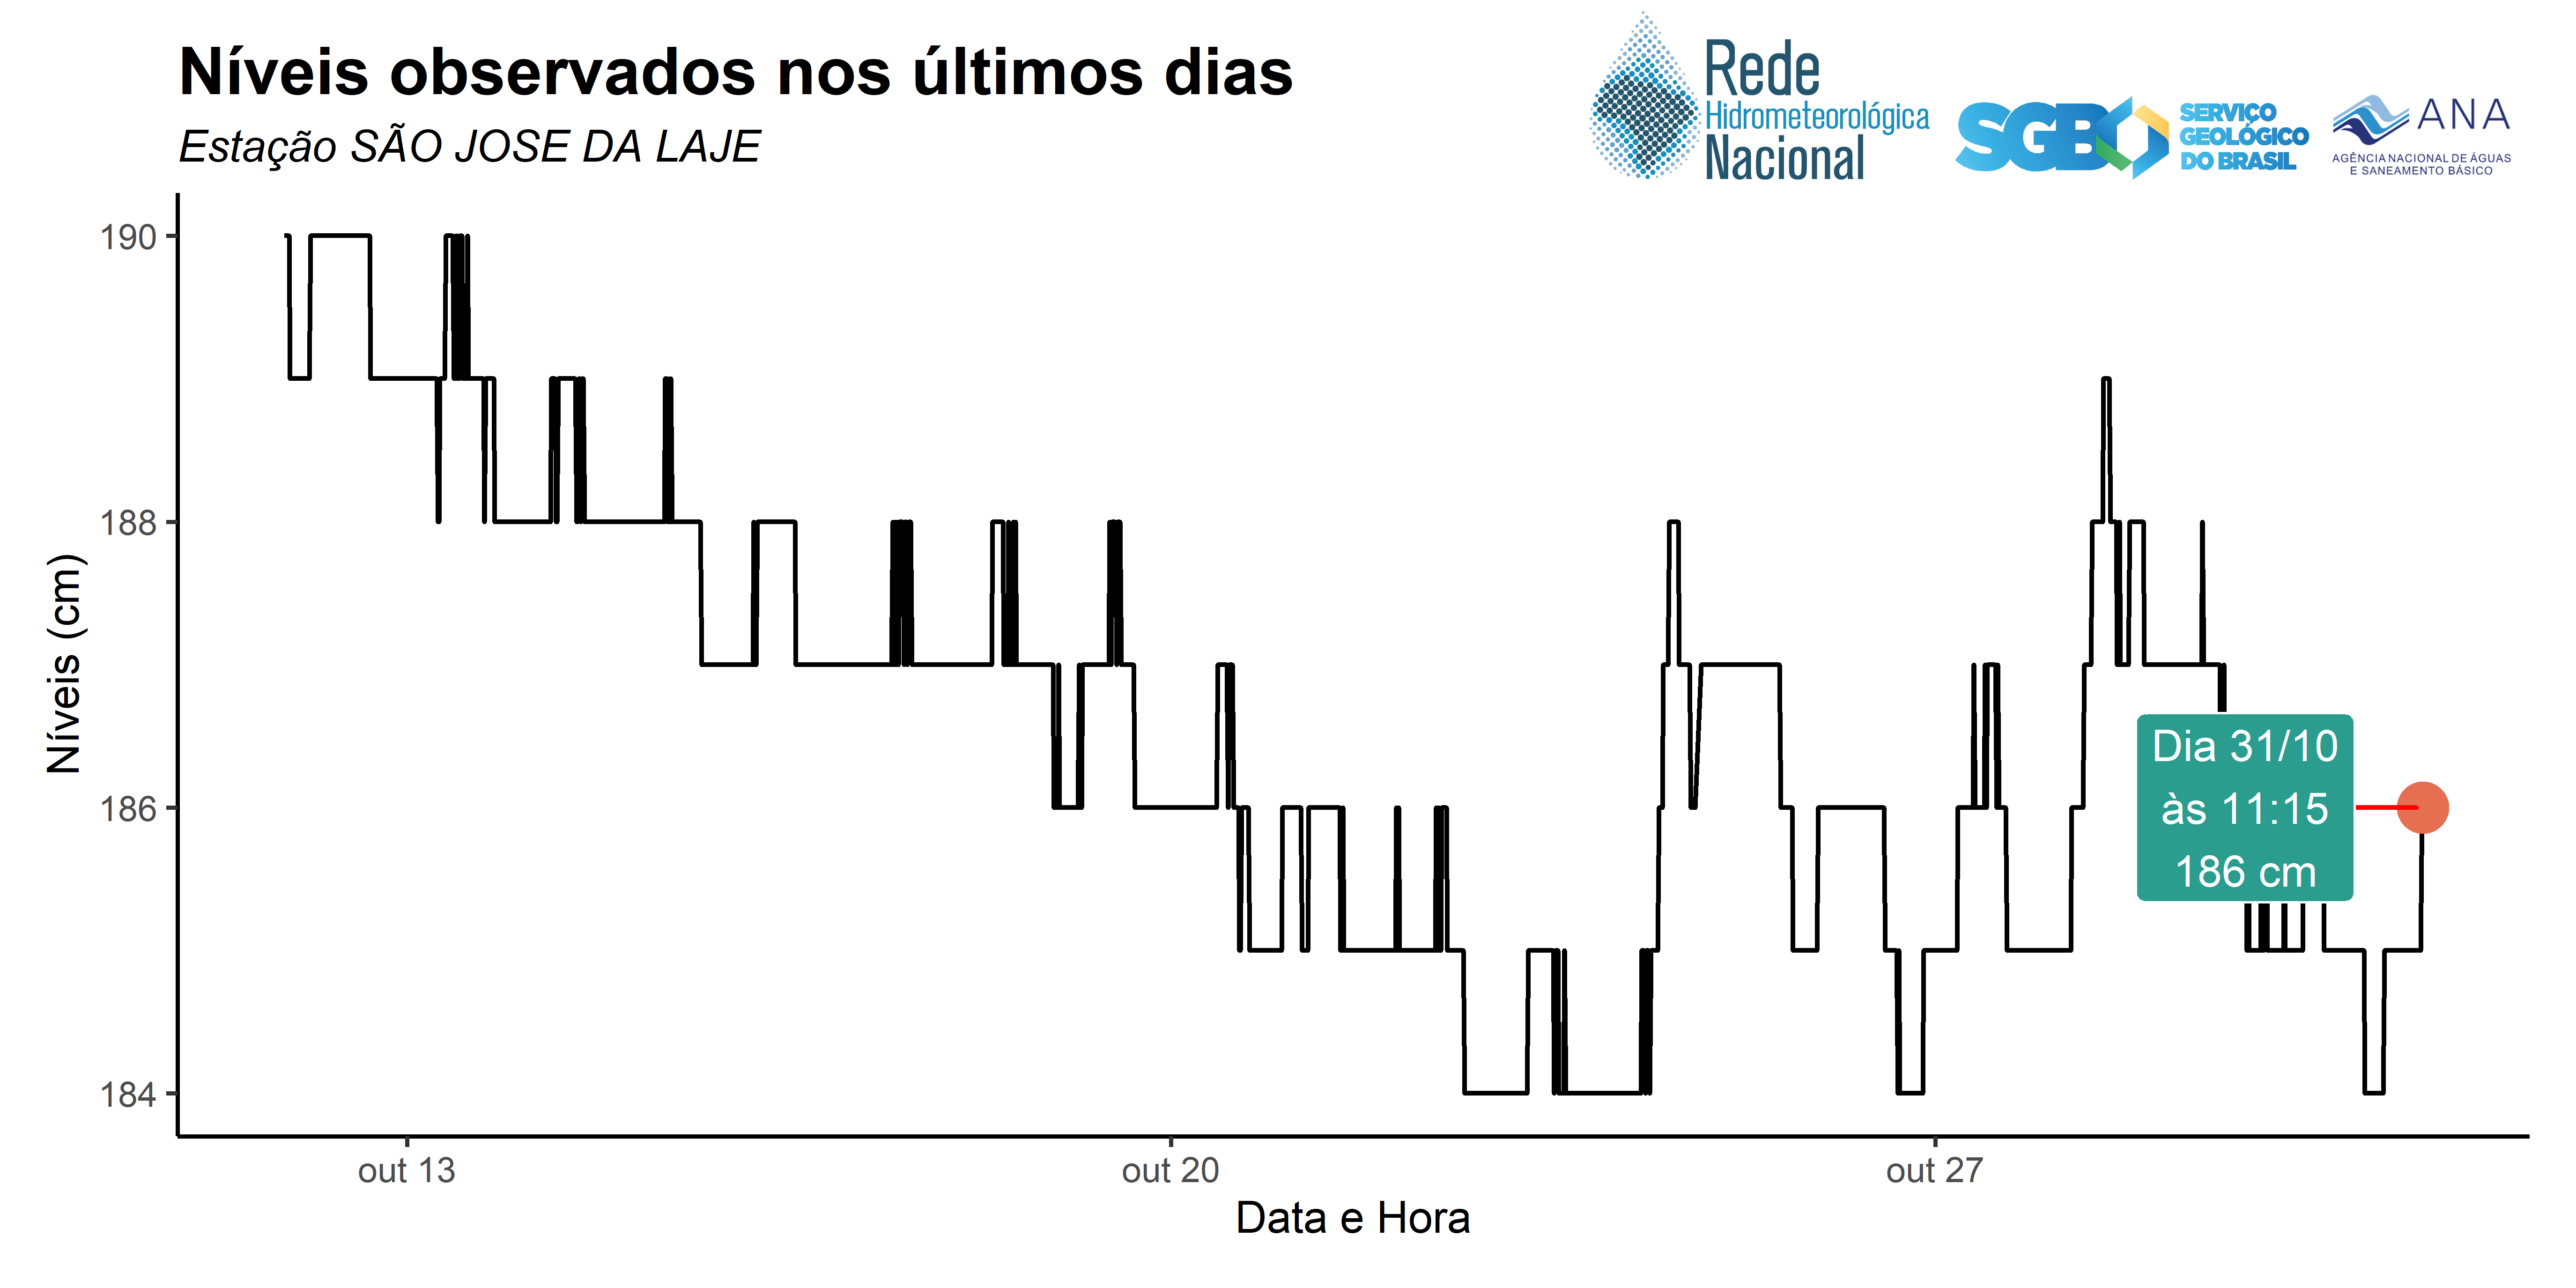 Níveis observados nos últimos dias
Estação SÃO JOSE DA LAJE
Rede
Hidrometeorológica
Nacional
SGB
SERVIÇO
GEOLÓGICO
DO BRASIL
ANA
AGÊNCIA NACIONAL DE ÁGUAS
E SANEAMENTO BÁSICO
Níveis (cm)
190
188
186
184
Dia 31/10
às 11:15
186 cm
out 13
out 20
out 27
Data e Hora